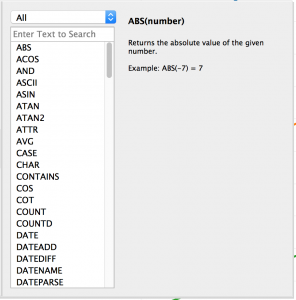 All
Enter Text to Search
ABS
ACOS
AND
ASCII
ASIN
ATAN
ATAN2
ATTR
AVG
CASE
CHAR
CONTAINS
COS
COT
COUNT
COUNTD
DATE
DATEADD
DATEDIFF
DATENAME
DATEPARSE
ABS(number)
Returns the absolute value of the given
number.
Example: ABS(-7) = 7